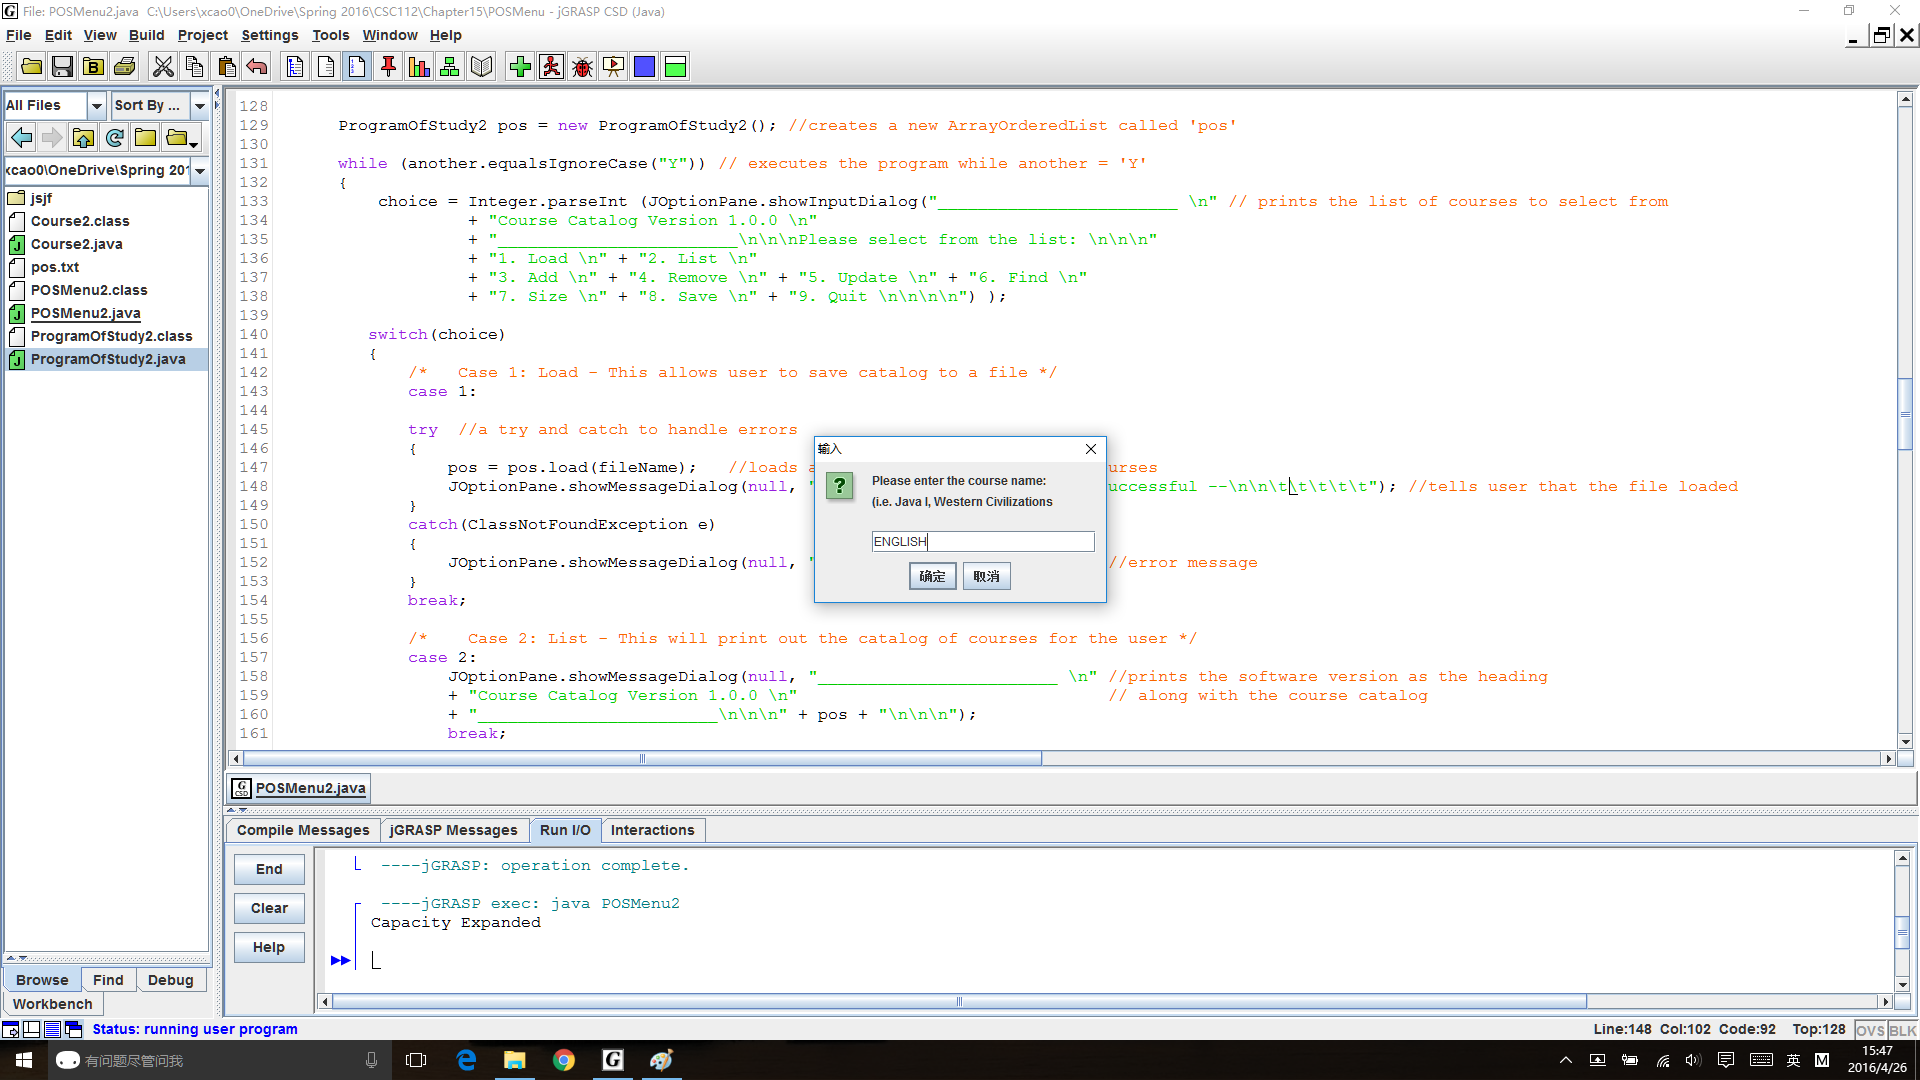 File: POSMenu2.java  C:\Users\xcao0\OneDrive\Spring 2016\CSC112\Chapter15\POSMenu - jGRASP CSD (Java)
File Edit View Build Project Settings Tools Window Help
All Files Sort By ...
xcao0\OneDrive\Spring 201
jsjf
Course2.class
Course2.java
pos.txt
POSMenu2.class
POSMenu2.java
ProgramOfStudy2.class
ProgramOfStudy2.java
Browse Find Debug
Workbench
128
129 ProgramOfStudy2 pos = new ProgramOfStudy2(); //creates a new ArrayOrderedList called 'pos'
130
131 while (another.equalsIgnoreCase("Y")) // executes the program while another = 'Y'
132 {
133 choice = Integer.parseInt (JOptionPane.showInputDialog("________________________ \n" // prints the list of courses to select from
134 + "Course Catalog Version 1.0.0 \n"
135 + "________________________\n\n\nPlease select from the list: \n\n\n"
136 + "1. Load \n" + "2. List \n"
137 + "3. Add \n" + "4. Remove \n" + "5. Update \n" + "6. Find \n"
138 + "7. Size \n" + "8. Save \n" + "9. Quit \n\n\n\n") );
139
140 switch(choice)
141 {
142 /*   Case 1: Load - This allows user to save catalog to a file */
143 case 1:
144
145 try  //a try and catch to handle errors
146 {
147 pos = pos.load(fileName);   //loads a urses
148 JOptionPane.showMessageDialog(null, " uccessful --\n\n\t\t\t\t\t"); //tells user that the file loaded
149 }
150 catch(ClassNotFoundException e)
151 {
152 JOptionPane.showMessageDialog(null, " //error message
153 }
154 break;
155
156 /*    Case 2: List - This will print out the catalog of courses for the user */
157 case 2:
158 JOptionPane.showMessageDialog(null, "________________________ \n" //prints the software version as the heading
159 + "Course Catalog Version 1.0.0 \n" // along with the course catalog
160 + "________________________\n\n\n" + pos + "\n\n\n");
161 break;
输入
?
Please enter the course name:
(i.e. Java I, Western Civilizations
ENGLISH
确定 取消
G CSD POSMenu2.java
Compile Messages jGRASP Messages Run I/O Interactions
End
Clear
Help
----jGRASP: operation complete.
----jGRASP exec: java POSMenu2
Capacity Expanded
Status: running user program
Line:148 Col:102 Code:92 Top:128 OVS BLK
有问题尽管问我
英 M
15:47
2016/4/26